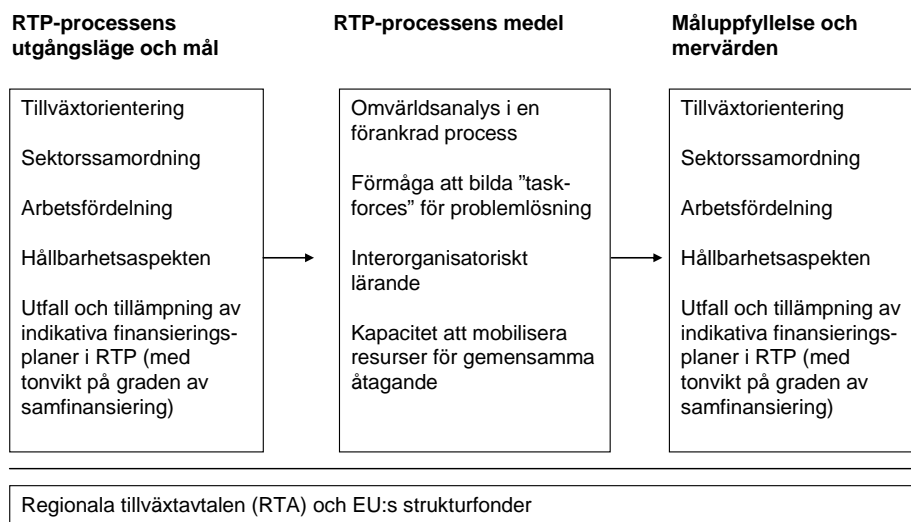 RTP-processens
utgångsläge och mål
RTP-processens medel
Måluppfyllelse och
mervärden
Tillväxtorientering
Sektorssamordning
Arbetsfördelning
Hållbarhetsaspekten
Utfall och tillämpning av
indikativa finansierings-
planer i RTP (med
tonvikt på graden av
samfinansiering)
Omvärldsanalys i en
förankrad process
Förmåga att bilda ”task-
forces” för problemlösning
Interorganisatoriskt
lärande
Kapacitet att mobilisera
resurser för gemensamma
åtagande
Tillväxtorientering
Sektorssamordning
Arbetsfördelning
Hållbarhetsaspekten
Utfall och tillämpning av
indikativa finansierings-
planer i RTP (med
tonvikt på graden av
samfinansiering)
Regionala tillväxtavtalen (RTA) och EU:s strukturfonder